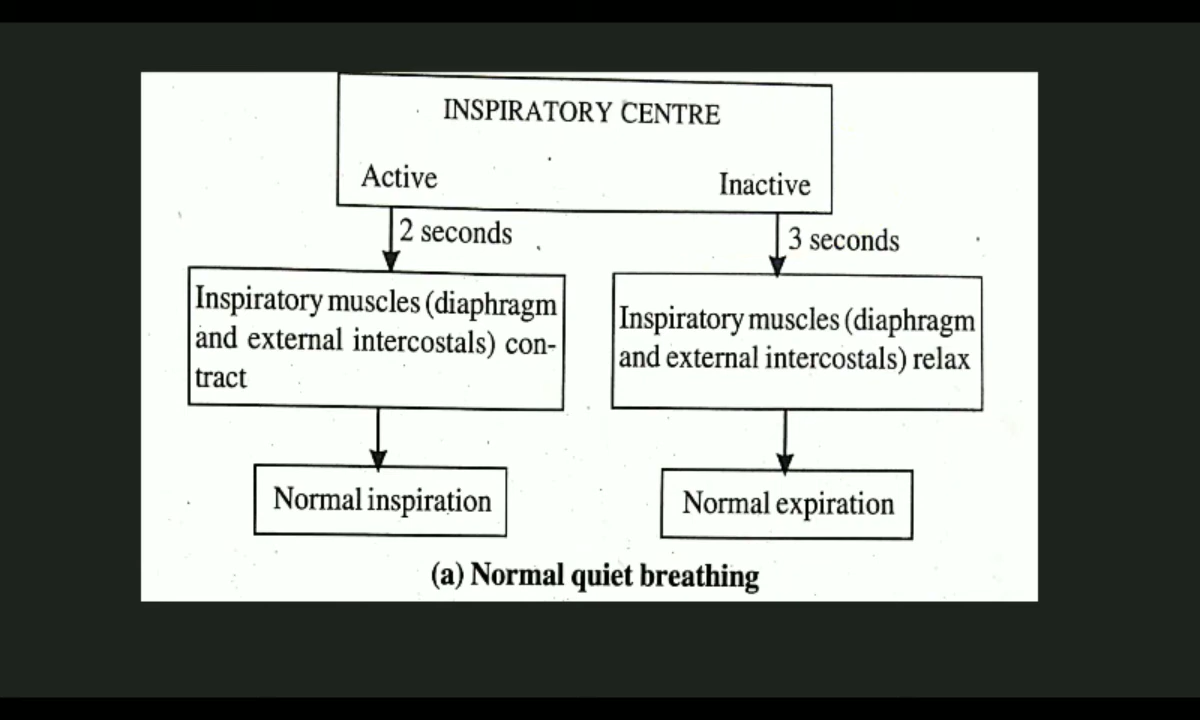 INSPIRATORY CENTRE
Active
Inactive
2 seconds
3 seconds
Inspiratory muscles (diaphragm
and external intercostals) con-
tract
Inspiratory muscles (diaphragm
and external intercostals) relax
Normal inspiration
Normal expiration
(a) Normal quiet breathing